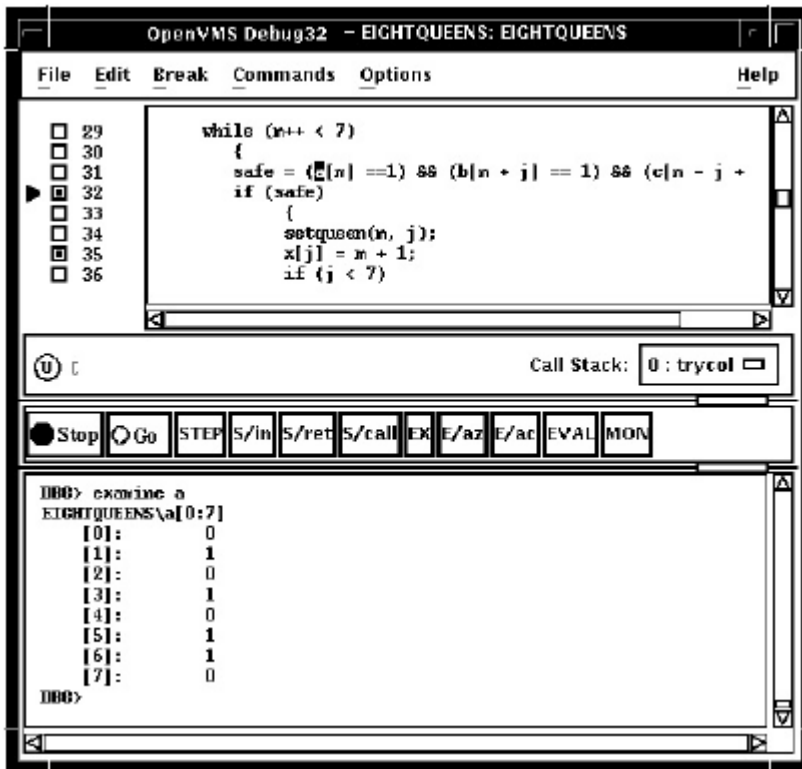 OpenVMS Debug32 - EIGHTQUEENS: EIGHTQUEENS
File Edit Break Commands Options Help
29 while (m++ < 7)
30 {
31 safe = (a[m] ==1) && (b[m + j] == 1) && (c[m - j +
32 if (safe)
33 {
34 setqueen(m, j);
35 x[j] = m + 1;
36 if (j < 7)
U Call Stack: 0 : trycol
Stop Go STEP S/in S/ret S/call EX E/az E/ac EVAL MON
DBG> examine a
EIGHTQUEENS\a[0:7]
[0]: 0
[1]: 1
[2]: 0
[3]: 1
[4]: 0
[5]: 1
[6]: 1
[7]: 0
DBG>